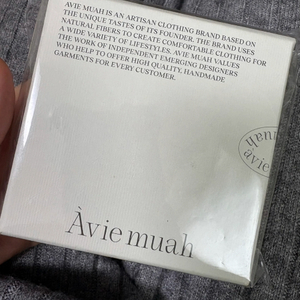 AVIE MUAH IS AN ARTISAN CLOTHING BRAND BASED ON
THE UNIQUE TASTES OF ITS FOUNDER. THE BRAND USES
NATURAL FIBERS TO CREATE COMFORTABLE CLOTHING FOR
A WIDE VARIETY OF LIFESTYLES. AVIE MUAH VALUES
THE WORK OF INDEPENDENT EMERGING DESIGNERS
WHO HELP TO OFFER HIGH QUALITY, HANDMADE
GARMENTS FOR EVERY CUSTOMER.
àvie
muah
Àvie muah